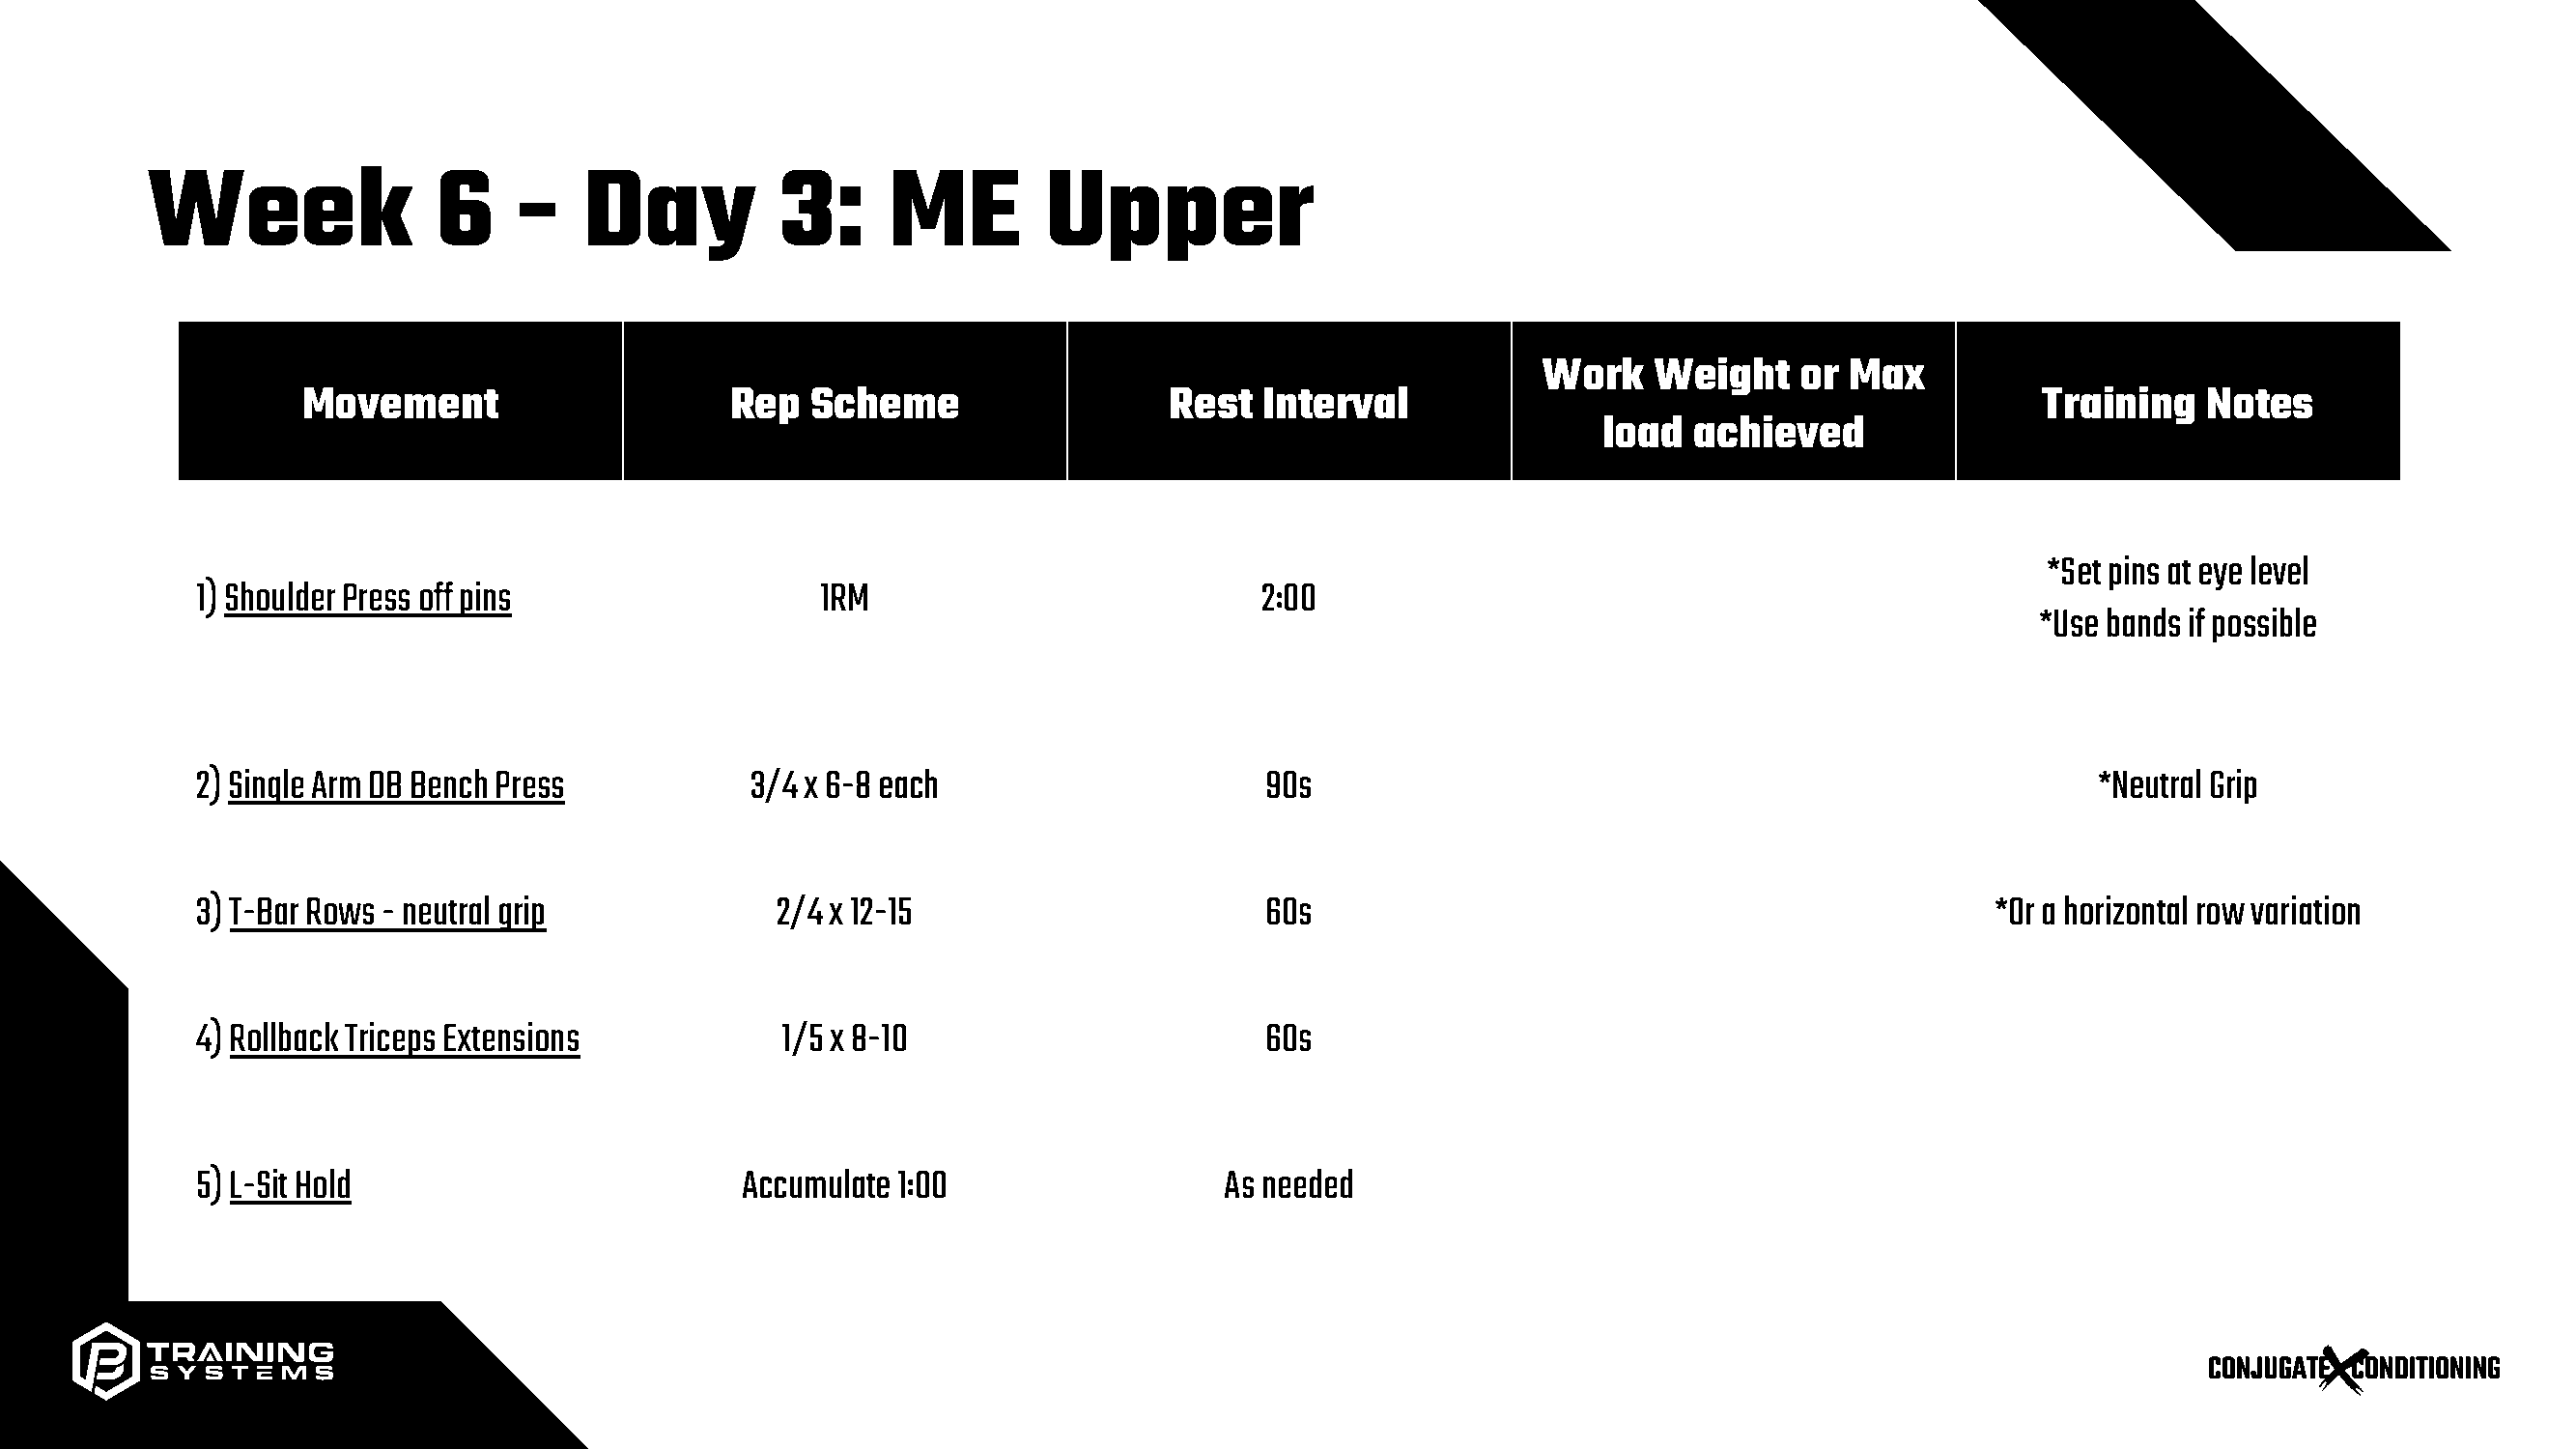 Week 6 – Day 3: ME Upper
Movement
Rep Scheme
Rest Interval
Work Weight or Max
load achieved
Training Notes
1) Shoulder Press off pins
1RM
2:00
*Set pins at eye level
*Use bands if possible
2) Single Arm DB Bench Press
3/4 x 6-8 each
90s
*Neutral Grip
3) T-Bar Rows - neutral grip
2/4 x 12-15
60s
*Or a horizontal row variation
4) Rollback Triceps Extensions
1/5 x 8-10
60s
5) L-Sit Hold
Accumulate 1:00
As needed
TRAINING
SYSTEMS
CONJUGATE X CONDITIONING